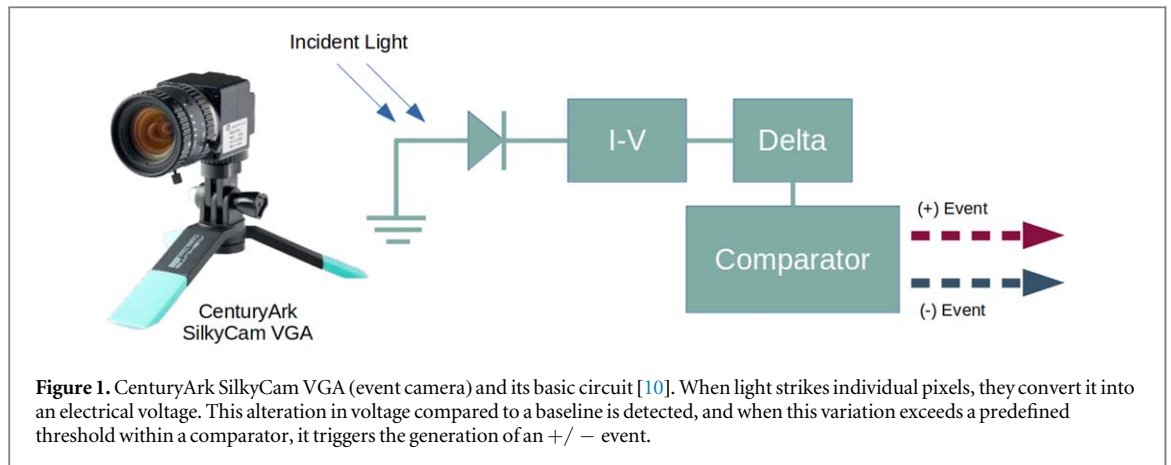 Incident Light
I-V
Delta
Comparator
(+) Event
(-) Event
CenturyArk
SilkyCam VGA
Figure 1. CenturyArk SilkyCam VGA (event camera) and its basic circuit [10]. When light strikes individual pixels, they convert it into
an electrical voltage. This alteration in voltage compared to a baseline is detected, and when this variation exceeds a predefined
threshold within a comparator, it triggers the generation of an +/ − event.